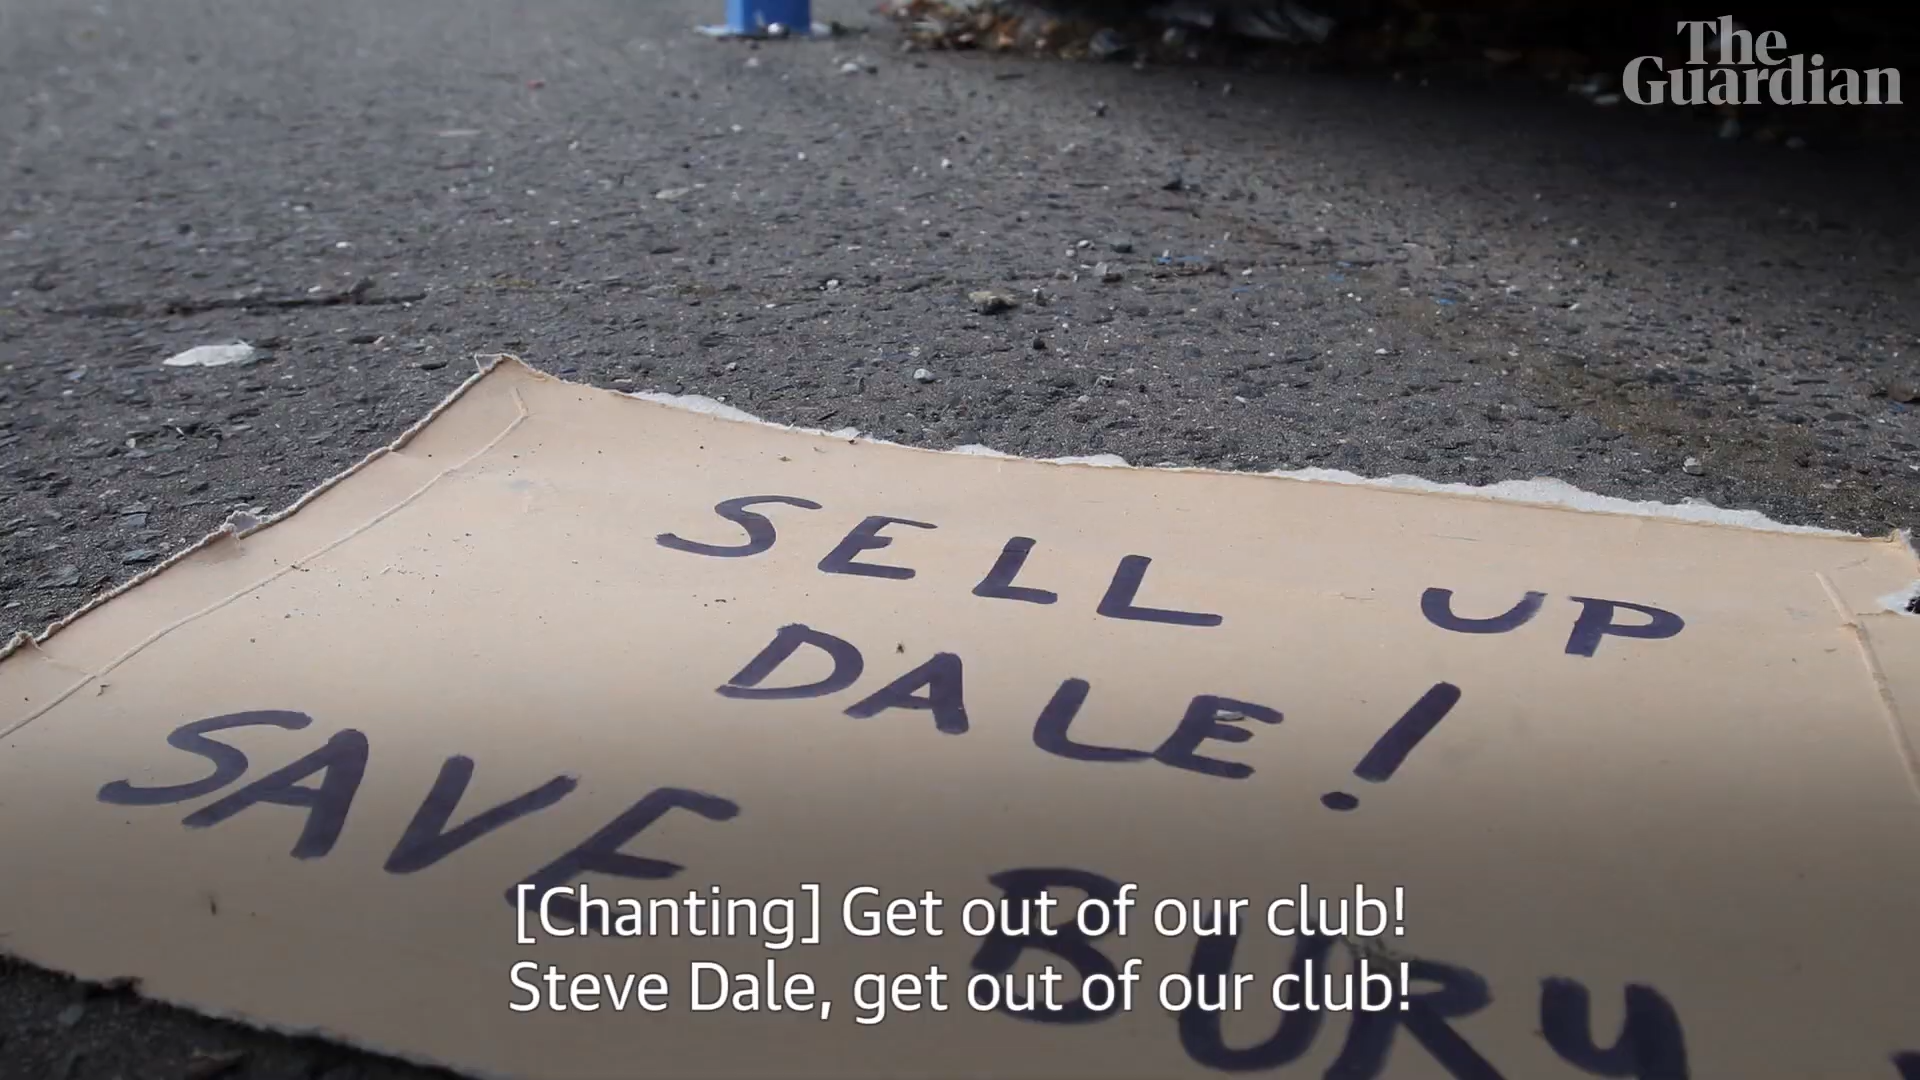 The
Guardian
SELL UP
DALE!
SAVE BURY
[Chanting] Get out of our club!
Steve Dale, get out of our club!